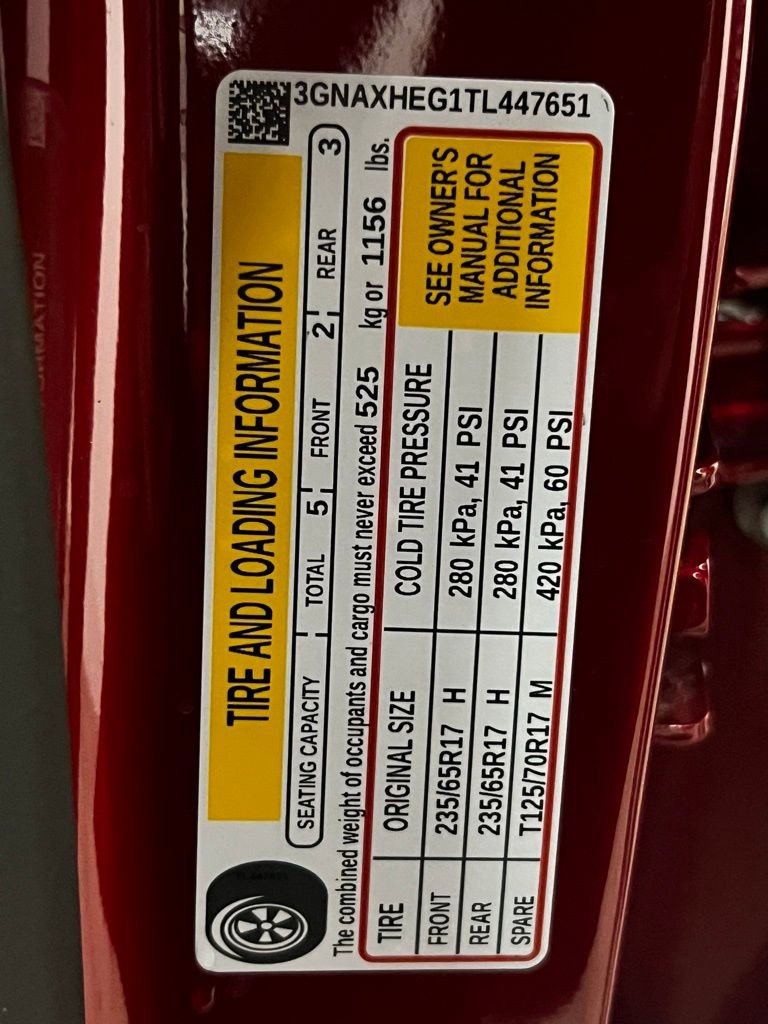 3GNAXHEG1TL447651
TIRE AND LOADING INFORMATION
SEATING CAPACITY TOTAL 5 FRONT 2 REAR 3
The combined weight of occupants and cargo must never exceed 525 kg or 1156 lbs.
TIRE ORIGINAL SIZE COLD TIRE PRESSURE
FRONT 235/65R17 H 280 kPa, 41 PSI
REAR 235/65R17 H 280 kPa, 41 PSI
SPARE T125/70R17 M 420 kPa, 60 PSI
SEE OWNER'S
MANUAL FOR
ADDITIONAL
INFORMATION